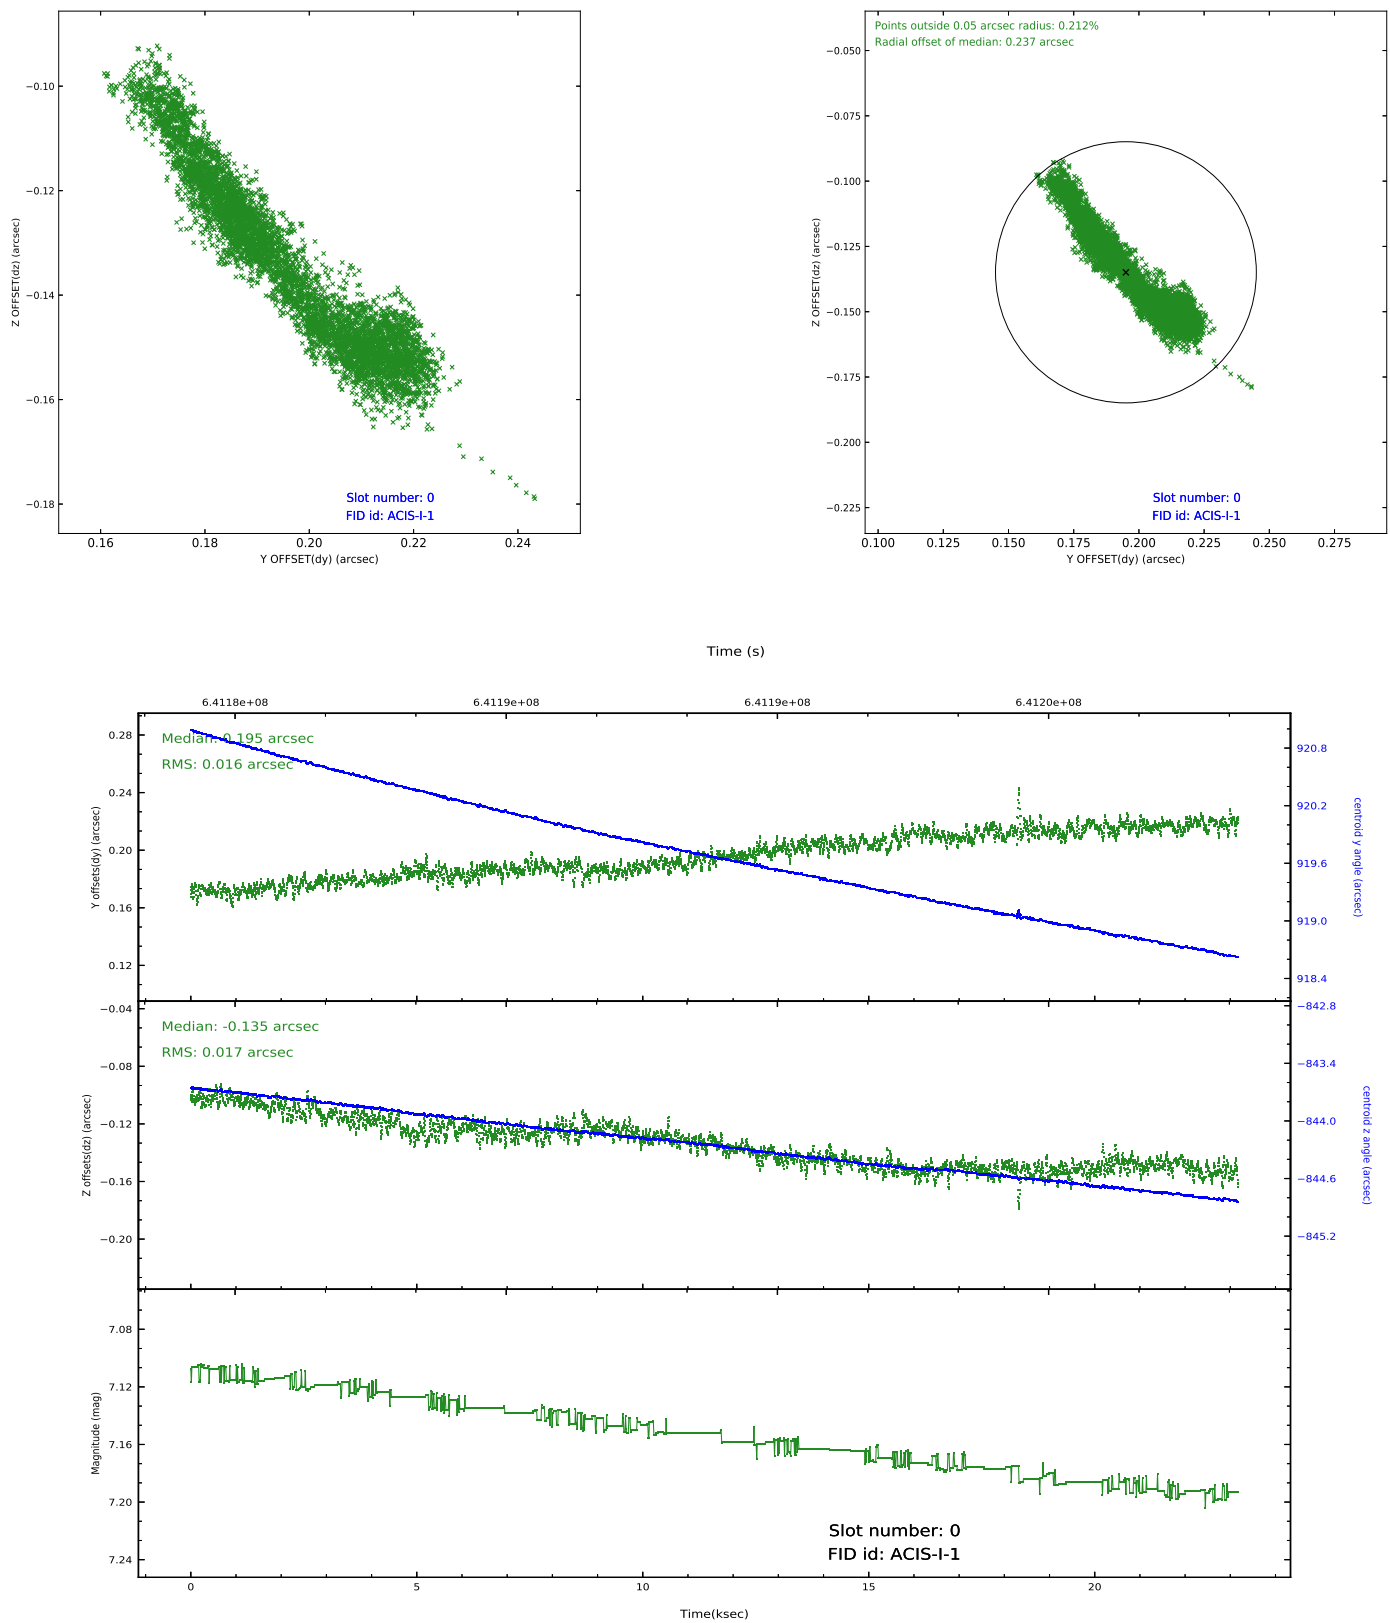 −0.10
−0.12
−0.14
−0.16
−0.18
Z OFFSET(dz) (arcsec)
Slot number: 0
FID id: ACIS-I-1
0.16 0.18 0.20 0.22 0.24
Y OFFSET(dy) (arcsec)
Points outside 0.05 arcsec radius: 0.212%
Radial offset of median: 0.237 arcsec
−0.050
−0.075
−0.100
−0.125
−0.150
−0.175
−0.200
−0.225
Z OFFSET(dz) (arcsec)
Slot number: 0
FID id: ACIS-I-1
0.100 0.125 0.150 0.175 0.200 0.225 0.250 0.275
Y OFFSET(dy) (arcsec)
Time (s)
6.4118e+08 6.4119e+08 6.4119e+08 6.4120e+08
Median: 0.195 arcsec
RMS: 0.016 arcsec
0.28
0.24
0.20
0.16
0.12
Y offsets(dy) (arcsec)
920.8
920.2
919.6
919.0
918.4
centroid y angle (arcsec)
Median: -0.135 arcsec
RMS: 0.017 arcsec
−0.04
−0.08
−0.12
−0.16
−0.20
Z offsets(dz) (arcsec)
−842.8
−843.4
−844.0
−844.6
−845.2
centroid z angle (arcsec)
7.08
7.12
7.16
7.20
7.24
Magnitude (mag)
Slot number: 0
FID id: ACIS-I-1
0 5 10 15 20
Time(ksec)